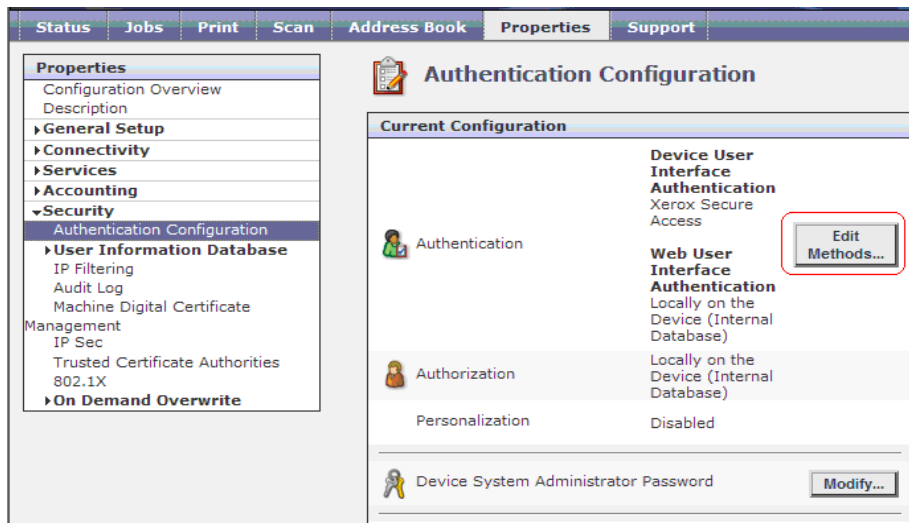 Status Jobs Print Scan Address Book Properties Support
Properties
Configuration Overview
Description
General Setup
Connectivity
Services
Accounting
Security
Authentication Configuration
User Information Database
IP Filtering
Audit Log
Machine Digital Certificate
Management
IP Sec
Trusted Certificate Authorities
802.1X
On Demand Overwrite
Authentication Configuration
Current Configuration
Authentication
Device User
Interface
Authentication
Xerox Secure
Access
Web User
Interface
Authentication
Locally on the
Device (Internal
Database)
Edit
Methods...
Authorization
Locally on the
Device (Internal
Database)
Personalization
Disabled
Device System Administrator Password
Modify...